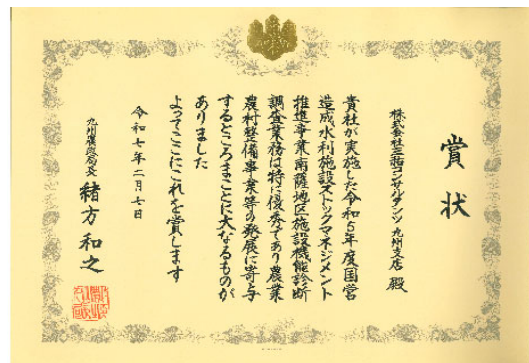 賞状
株式会社三祐コンサルタンツ 九州支店 殿
貴社が実施した令和5年度国営
造成水利施設ストックマネジメント
推進事業南薩地区施設機能診断
調査業務は特に優秀であり農業
農村整備事業等の発展に寄与
するところまことに大なるものが
ありました
よってここにこれを賞します
令和七年二月七日
九州農政局長 緒方和之